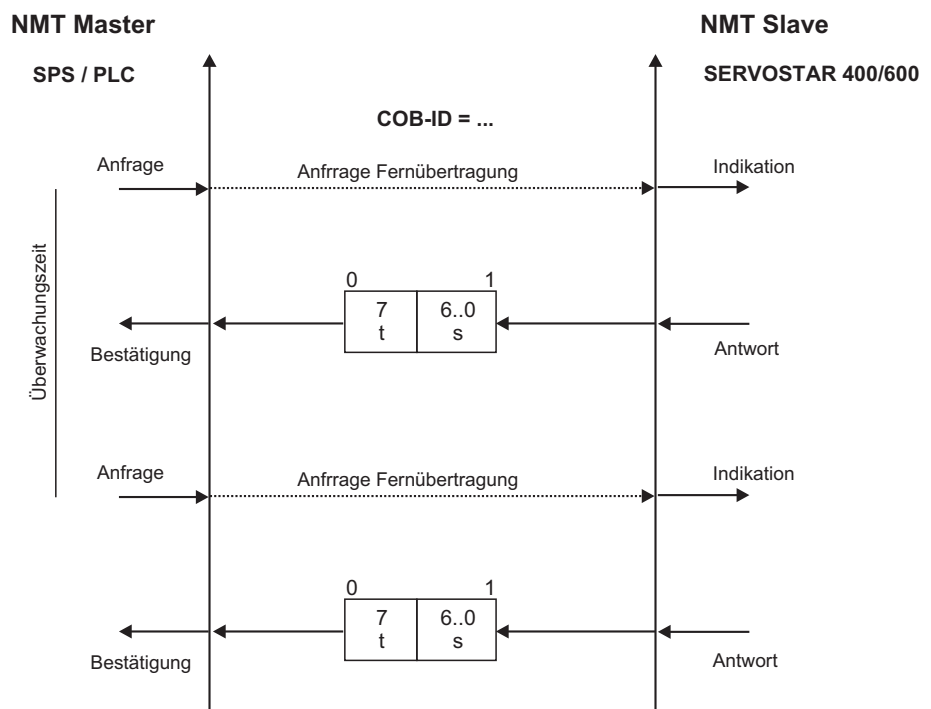 NMT Master
NMT Slave
SPS / PLC
SERVOSTAR 400/600
COB-ID = ...
Anfrage
Anfrrage Fernübertragung
Indikation
Überwachungszeit
0 1
7 6..0
t s
Bestätigung
Antwort
Anfrage
Anfrrage Fernübertragung
Indikation
0 1
7 6..0
t s
Bestätigung
Antwort